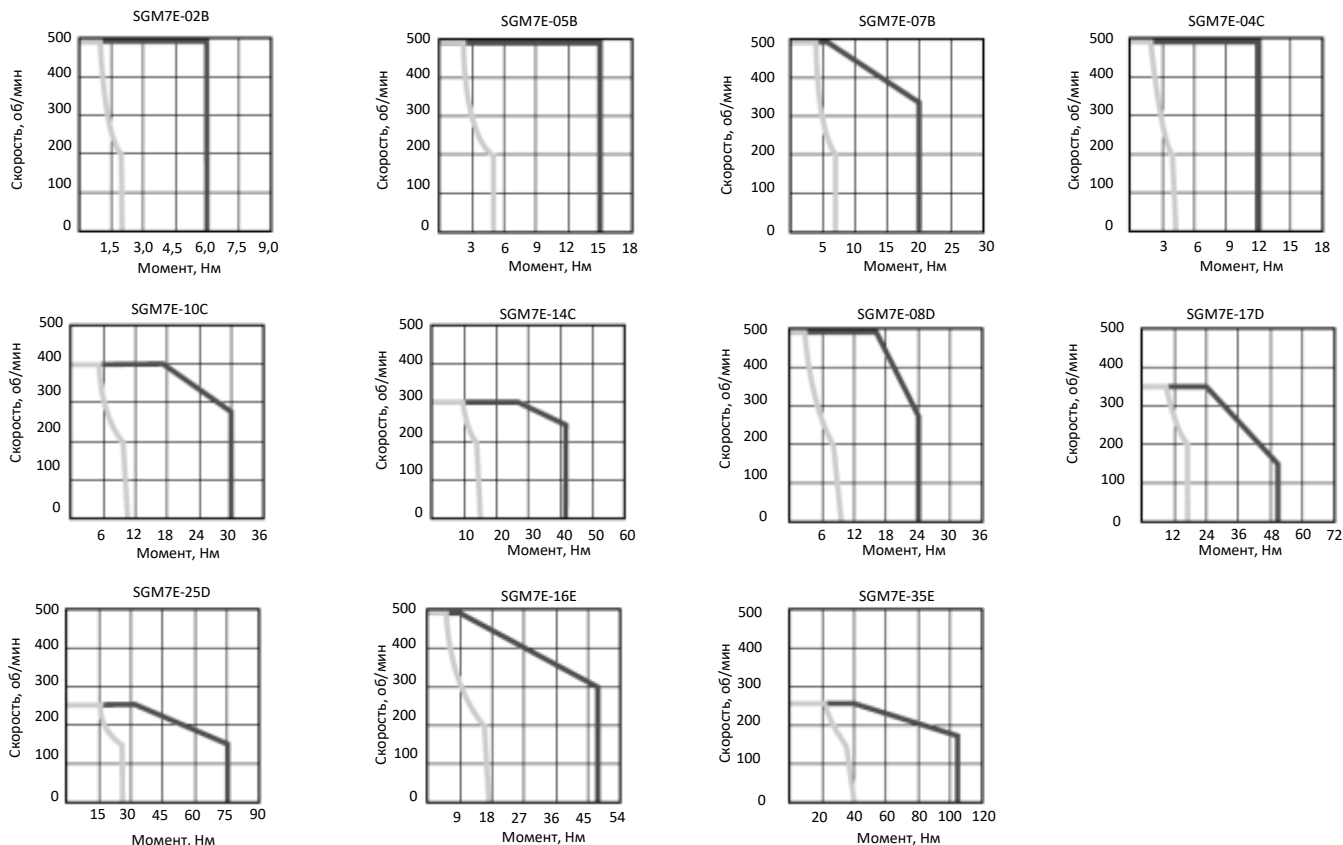 SGM7E-02B
Скорость, об/мин
500
400
300
200
100
0
1,5 3,0 4,5 6,0 7,5 9,0
Момент, Нм
SGM7E-05B
Скорость, об/мин
500
400
300
200
100
0
3 6 9 12 15 18
Момент, Нм
SGM7E-07B
Скорость, об/мин
500
400
300
200
100
0
5 10 15 20 25 30
Момент, Нм
SGM7E-04C
Скорость, об/мин
500
400
300
200
100
0
3 6 9 12 15 18
Момент, Нм
SGM7E-10C
Скорость, об/мин
500
400
300
200
100
0
6 12 18 24 30 36
Момент, Нм
SGM7E-14C
Скорость, об/мин
500
400
300
200
100
0
10 20 30 40 50 60
Момент, Нм
SGM7E-08D
Скорость, об/мин
500
400
300
200
100
0
6 12 18 24 30 36
Момент, Нм
SGM7E-17D
Скорость, об/мин
500
400
300
200
100
0
12 24 36 48 60 72
Момент, Нм
SGM7E-25D
Скорость, об/мин
500
400
300
200
100
0
15 30 45 60 75 90
Момент, Нм
SGM7E-16E
Скорость, об/мин
500
400
300
200
100
0
9 18 27 36 45 54
Момент, Нм
SGM7E-35E
Скорость, об/мин
500
400
300
200
100
0
20 40 60 80 100 120
Момент, Нм